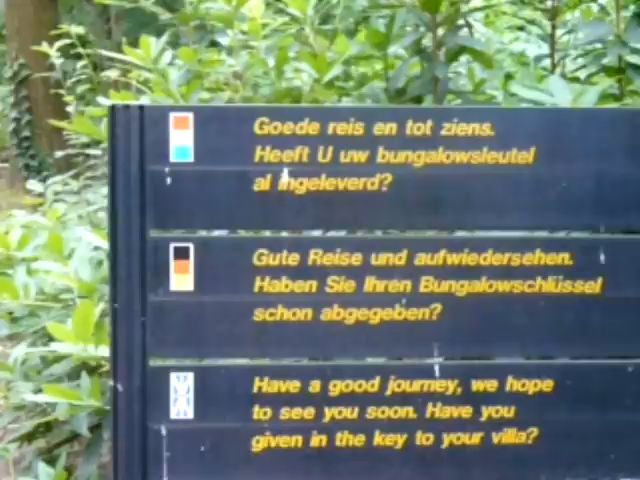 Goede reis en tot ziens.
Heeft U uw bungalowsleutel
al ingeleverd?
Gute Reise und aufwiedersehen.
Haben Sie Ihren Bungalowschlüssel
schon abgegeben?
Have a good journey, we hope
to see you soon. Have you
given in the key to your villa?